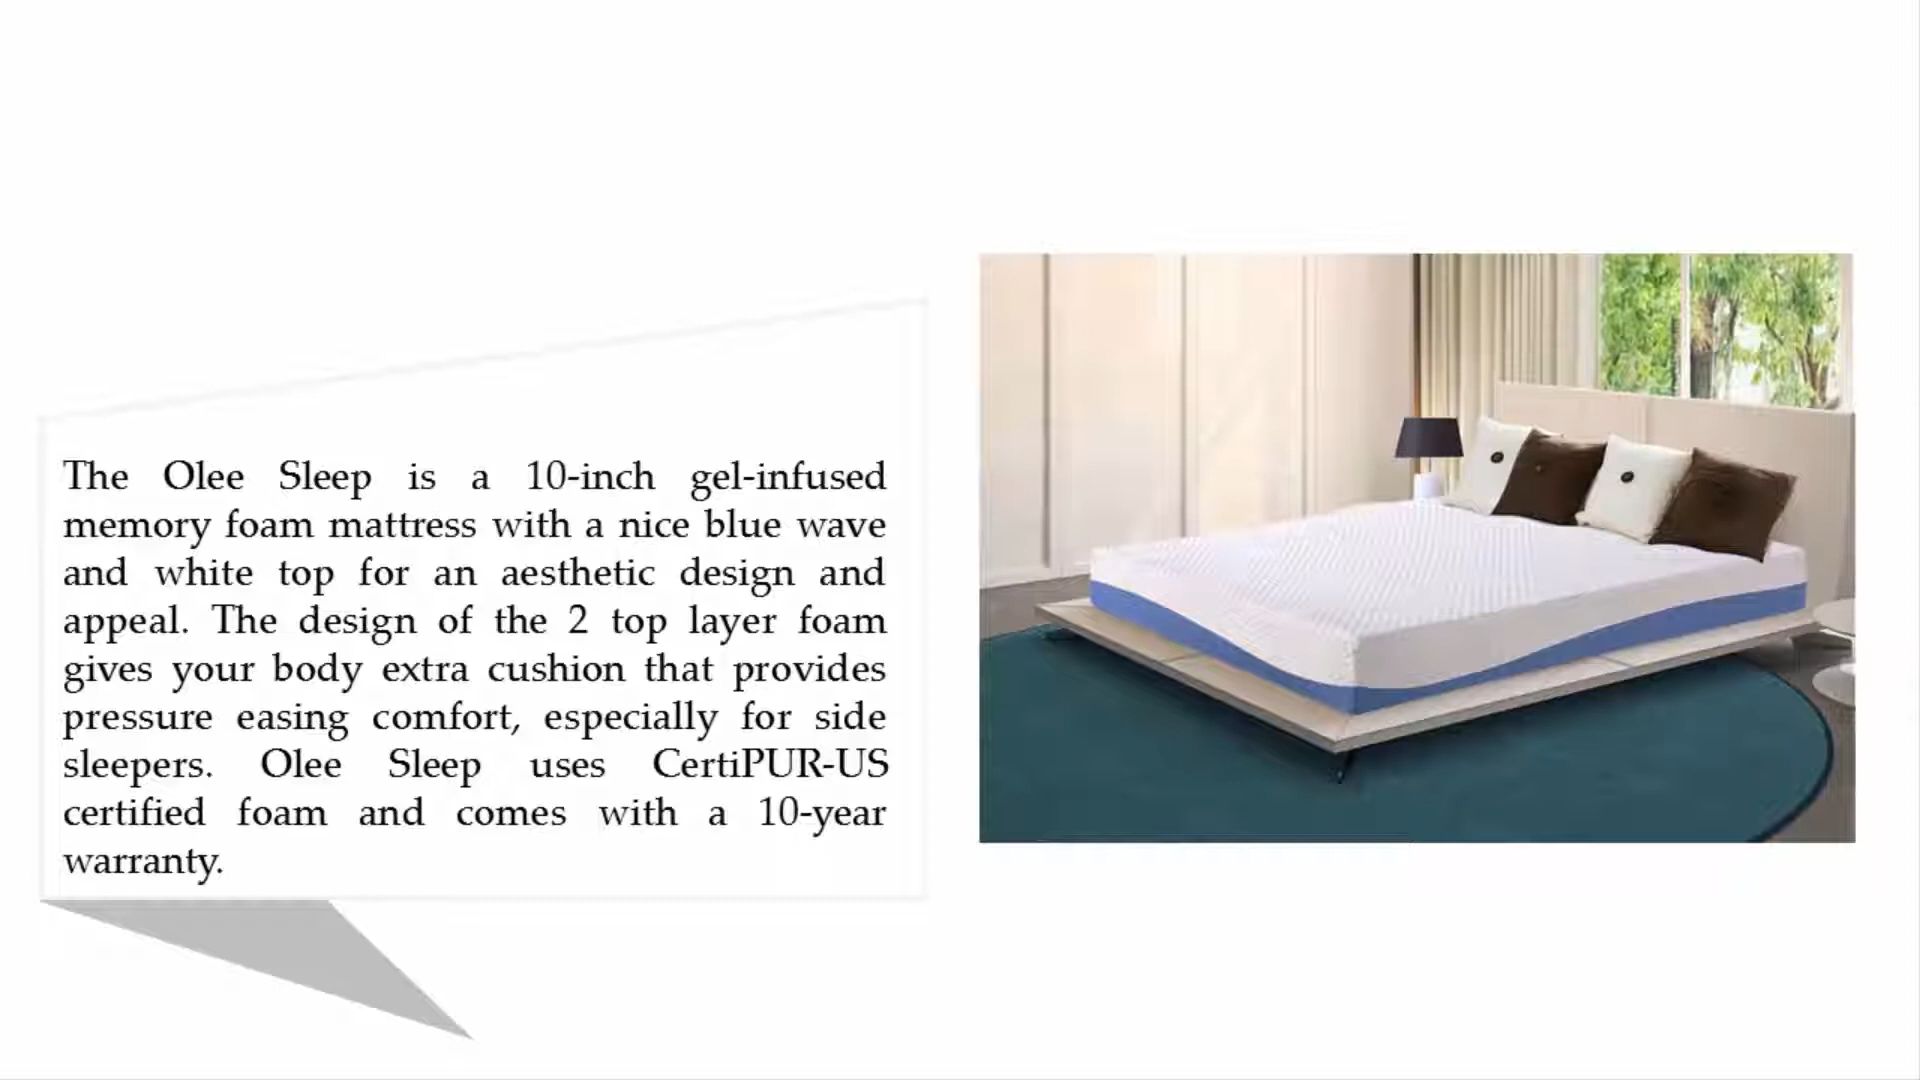 The Olee Sleep is a 10-inch gel-infused
memory foam mattress with a nice blue wave
and white top for an aesthetic design and
appeal. The design of the 2 top layer foam
gives your body extra cushion that provides
pressure easing comfort, especially for side
sleepers. Olee Sleep uses CertiPUR-US
certified foam and comes with a 10-year
warranty.